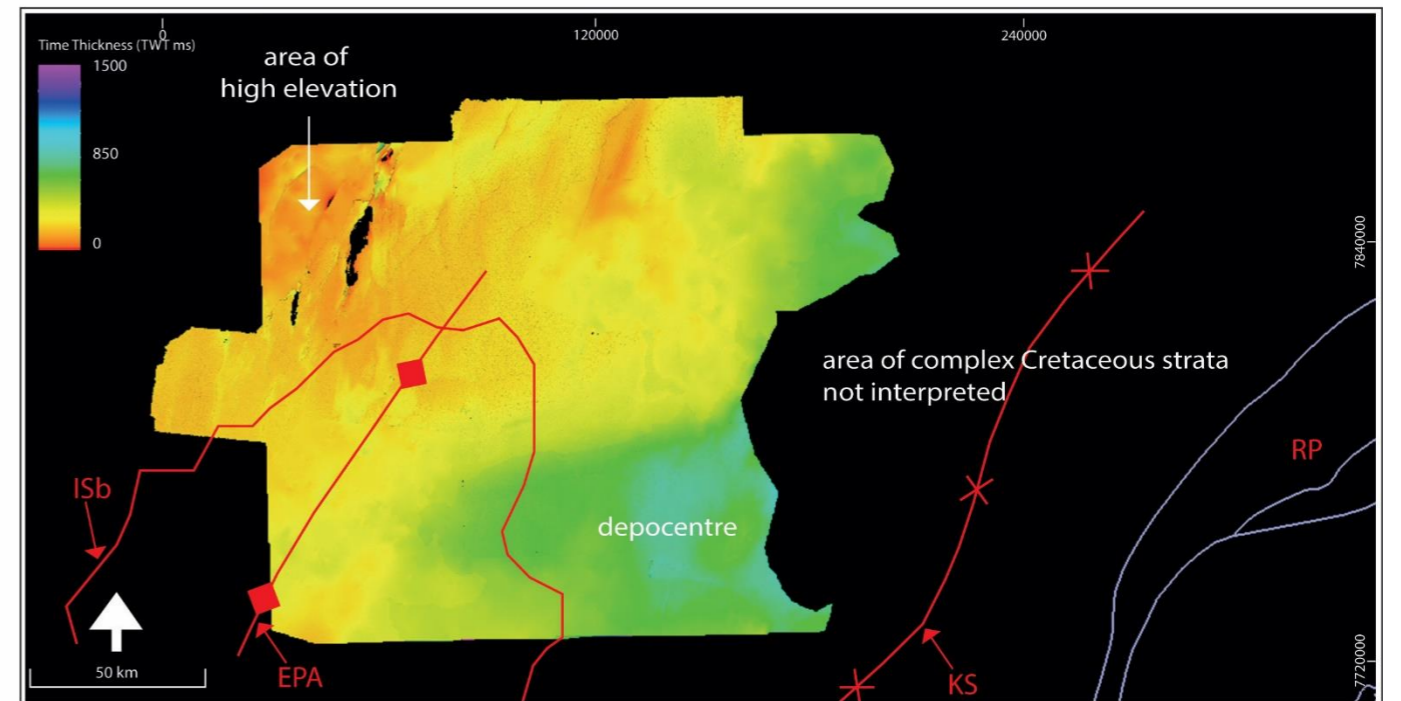 0
120000
240000
Time Thickness (TWT ms)
1500
850
0
area of
high elevation
7840000
area of complex Cretaceous strata
not interpreted
RP
ISb
depocentre
50 km
EPA
KS
7720000